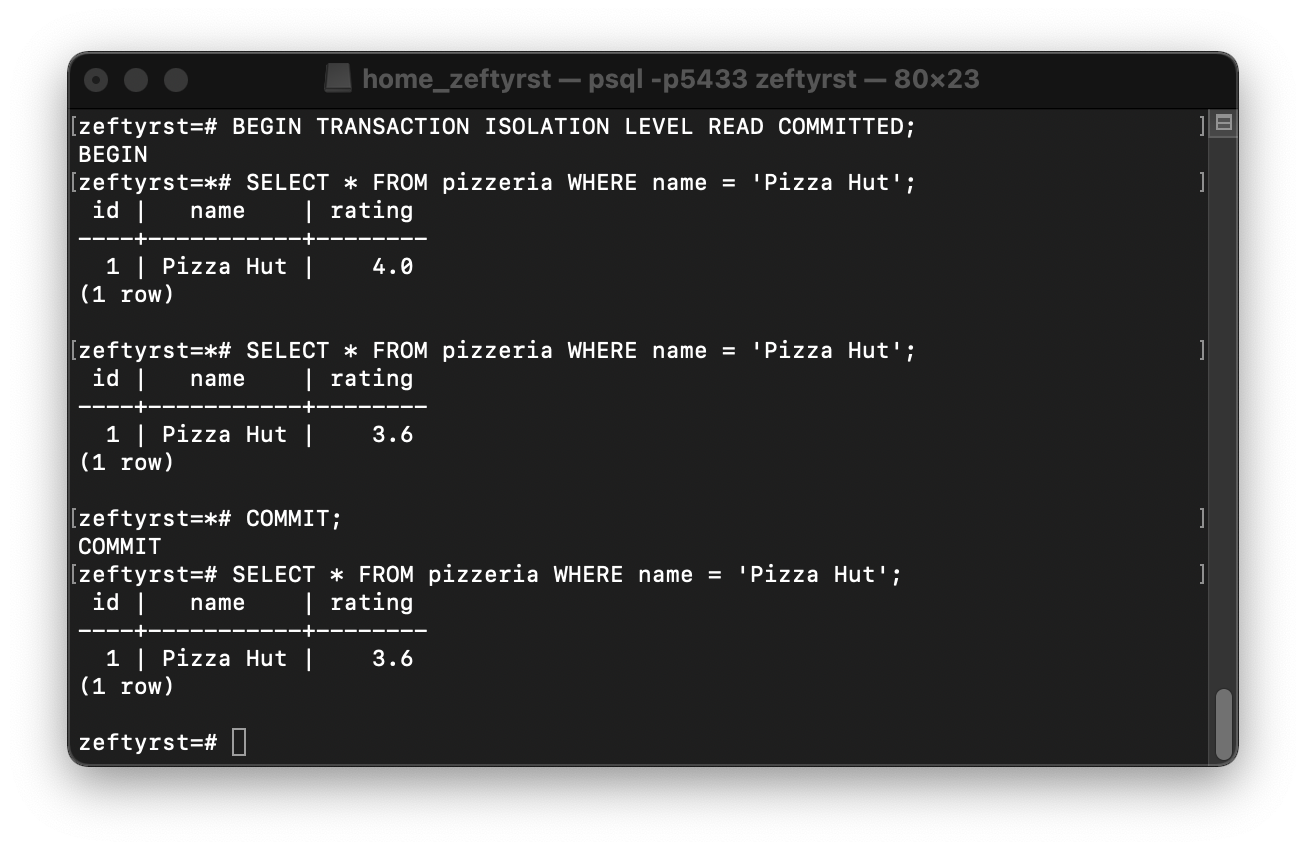 home_zeftyrst — psql -p5433 zeftyrst — 80×23
[zeftyrst=# BEGIN TRANSACTION ISOLATION LEVEL READ COMMITTED; ]
BEGIN
[zeftyrst=*# SELECT * FROM pizzeria WHERE name = 'Pizza Hut'; ]
 id |   name    | rating
----+-----------+--------
  1 | Pizza Hut |    4.0
(1 row)

[zeftyrst=*# SELECT * FROM pizzeria WHERE name = 'Pizza Hut'; ]
 id |   name    | rating
----+-----------+--------
  1 | Pizza Hut |    3.6
(1 row)

[zeftyrst=*# COMMIT; ]
COMMIT
[zeftyrst=# SELECT * FROM pizzeria WHERE name = 'Pizza Hut'; ]
 id |   name    | rating
----+-----------+--------
  1 | Pizza Hut |    3.6
(1 row)

zeftyrst=#